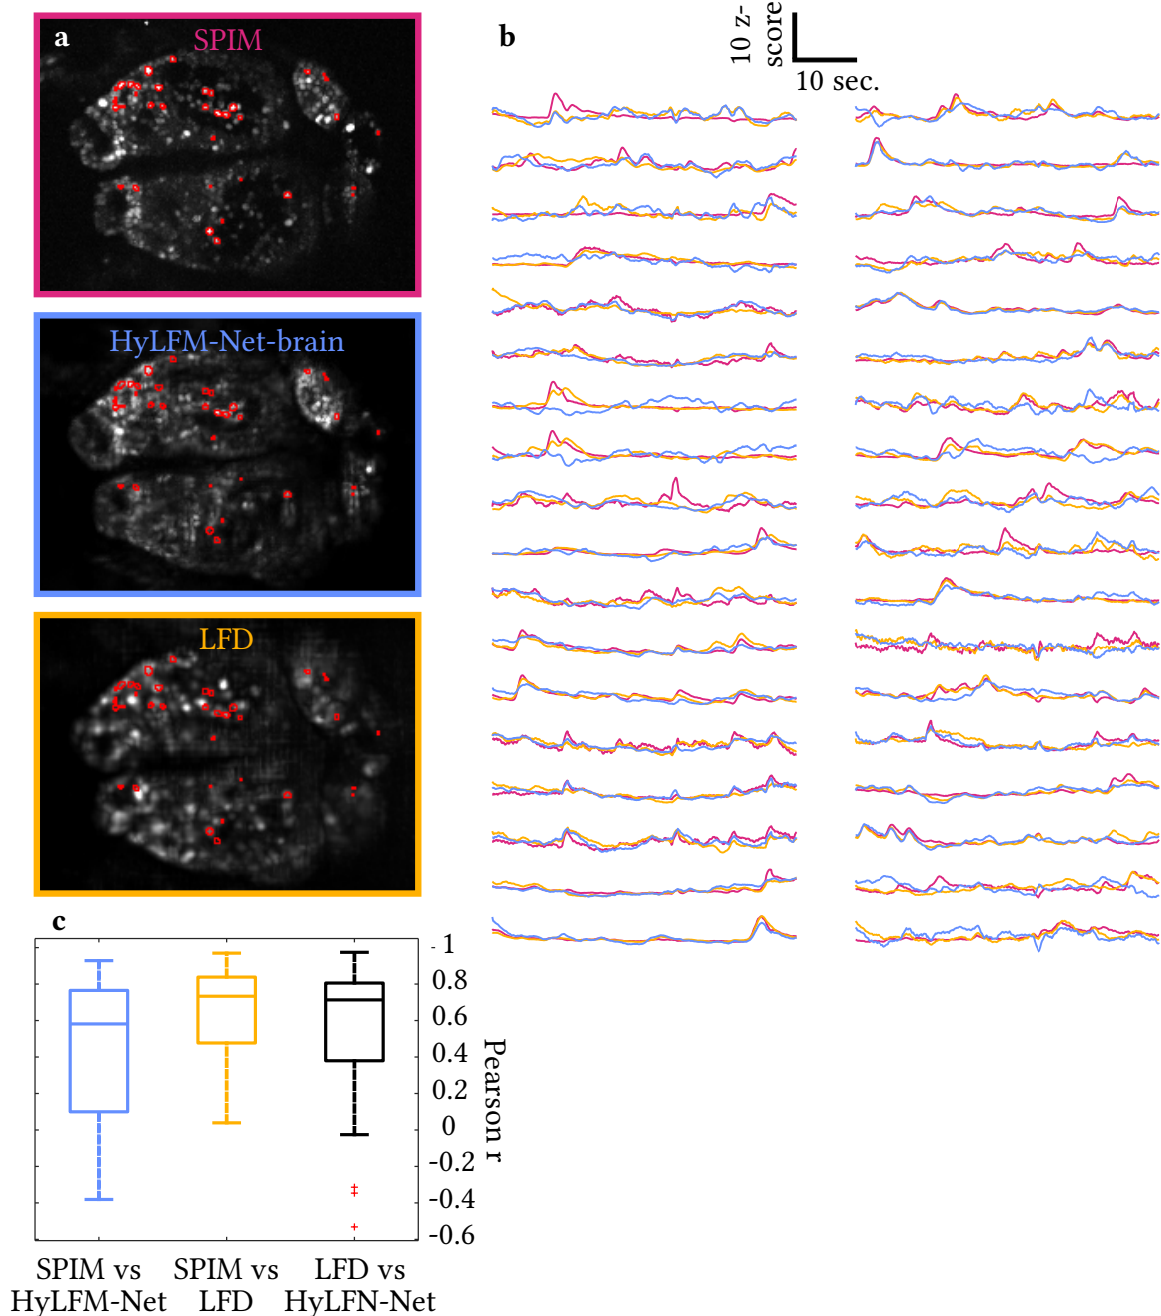 a
SPIM
HyLFM-Net-brain
LFD
b
10 z-
score
10 sec.
c
1
0.8
0.6
0.4
0.2
0
-0.2
-0.4
-0.6
Pearson r
SPIM vs
HyLFM-Net
SPIM vs
LFD
LFD vs
HyLFN-Net